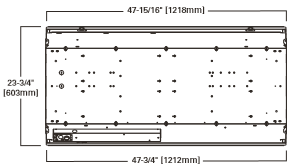 47-15/16" [1218mm]
23-3/4"
[603mm]
47-3/4" [1212mm]